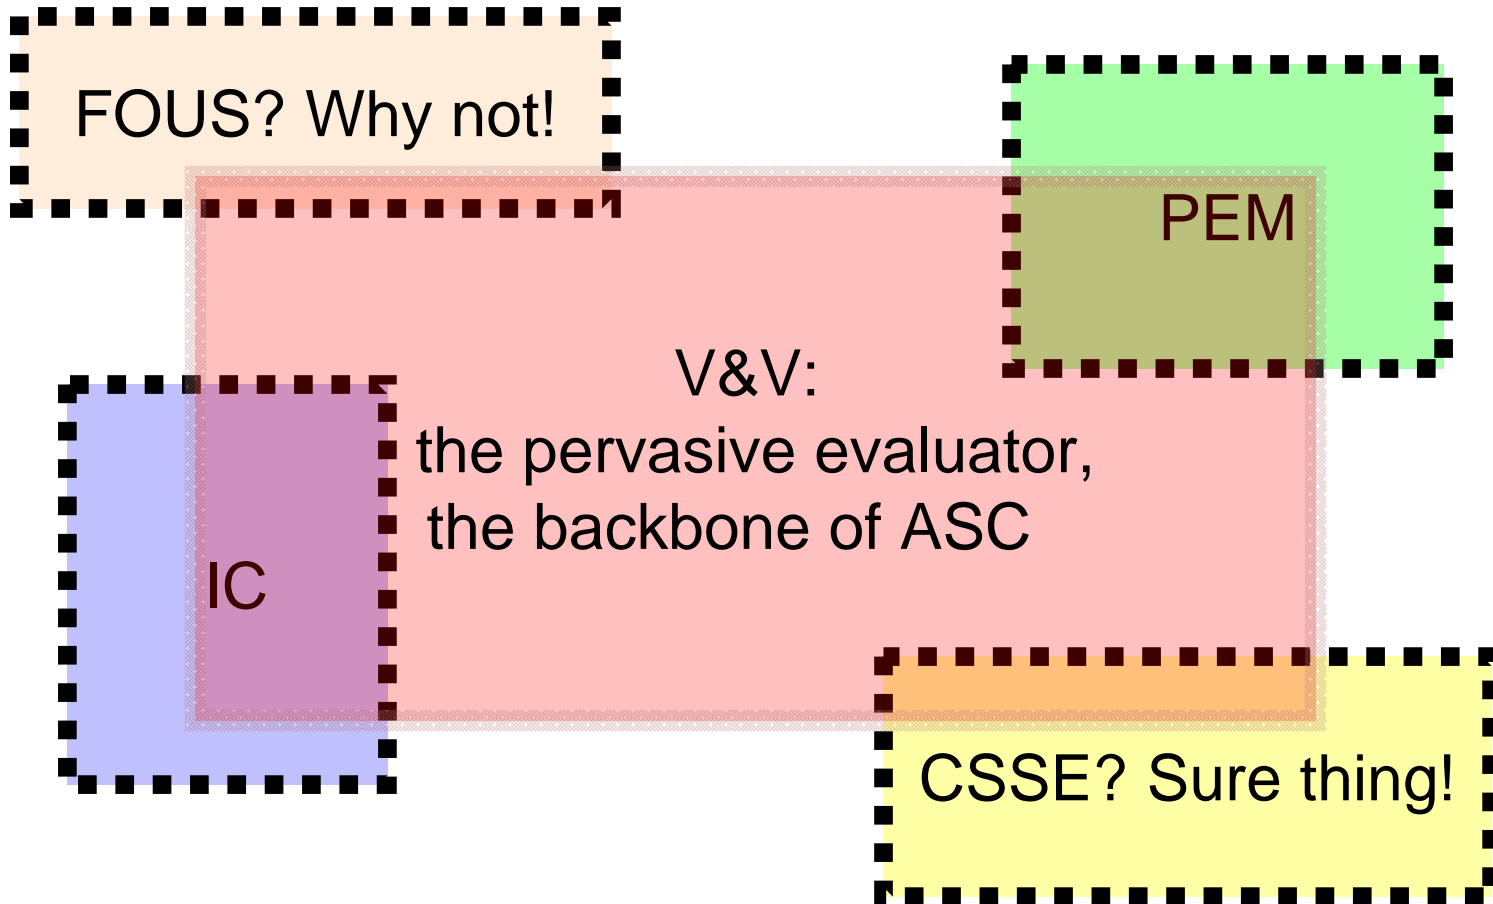 FOUS? Why not!
PEM
V&V:
the pervasive evaluator,
the backbone of ASC
IC
CSSE? Sure thing!